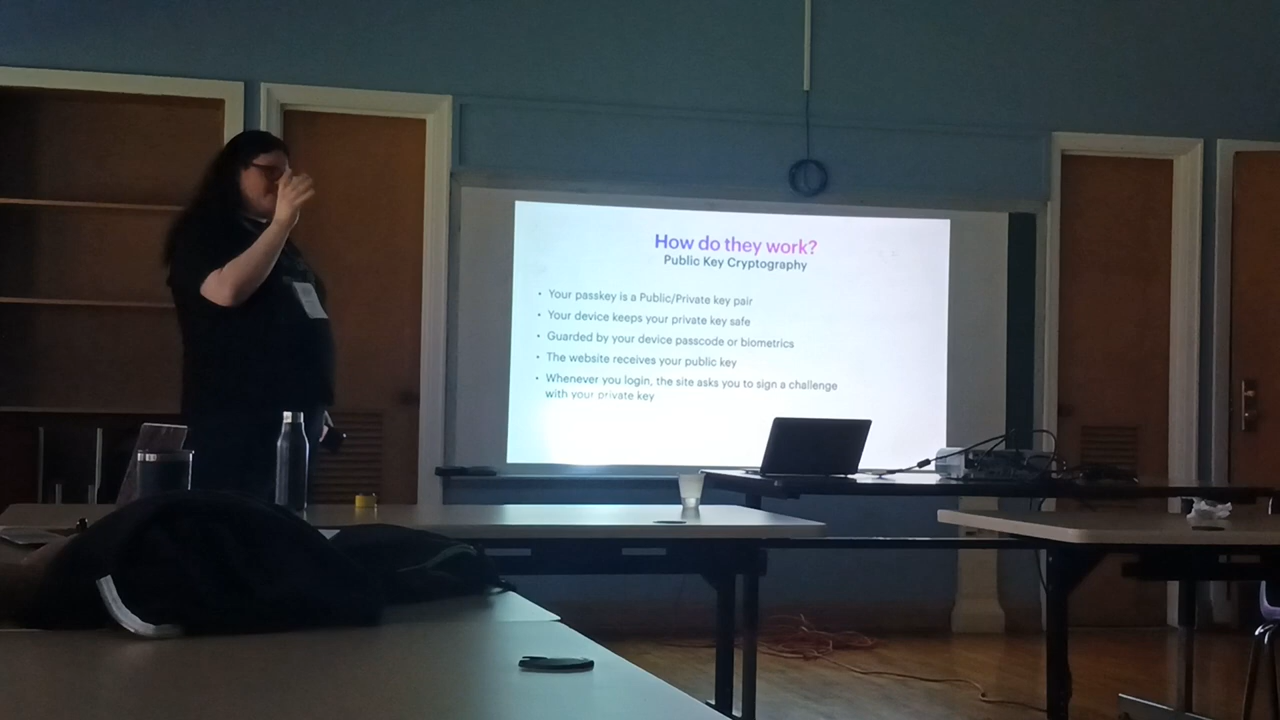 How do they work?
Public Key Cryptography
• Your passkey is a Public/Private key pair
• Your device keeps your private key safe
• Guarded by your device passcode or biometrics
• The website receives your public key
• Whenever you login, the site asks you to sign a challenge
with your private key